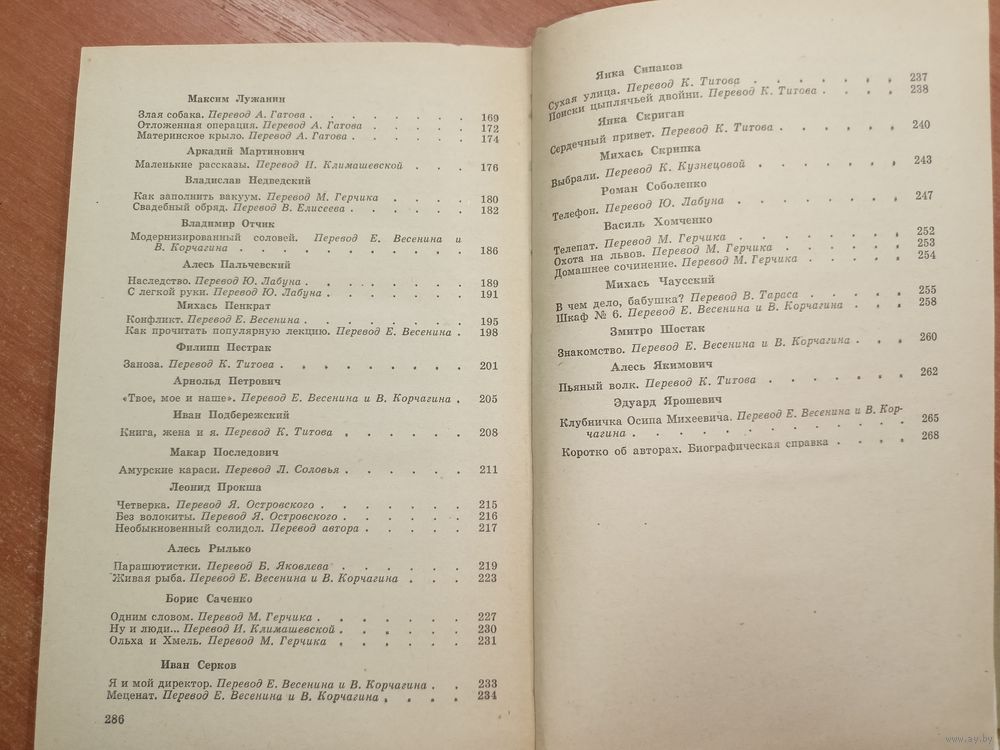 Максим Лужанин
Злая собака. Перевод А. Гатова . . . . . . . 169
Отложенная операция. Перевод А. Гатова . . . . . 172
Материнское крыло. Перевод А. Гатова . . . . . . 174
Аркадий Мартинович
Маленькие рассказы. Перевод И. Климашевской . . . 176
Владислав Недведский
Как заполнить вакуум. Перевод М. Герчика . . . . 180
Свадебный обряд. Перевод В. Елисеева . . . . . 182
Владимир Отчик
Модернизированный соловей. Перевод Е. Весенина и
В. Корчагина . . . . . . . . . . 186
Алесь Пальчевский
Наследство. Перевод Ю. Лабуна . . . . . . . 189
С легкой руки. Перевод Ю. Лабуна . . . . . . 191
Михась Пенкрат
Конфликт. Перевод Е. Весенина . . . . . . . 195
Как прочитать популярную лекцию. Перевод Е. Весенина . 198
Филипп Пестрак
Заноза. Перевод К. Титова . . . . . . . . 201
Арнольд Петрович
«Твое, мое и наше». Перевод Е. Весенина и В. Корчагина . 205
Иван Подбережский
Книга, жена и я. Перевод К. Титова . . . . . . 208
Макар Последович
Амурские караси. Перевод Л. Соловья . . . . . . 211
Леонид Прокша
Четверка. Перевод Я. Островского . . . . . . . 215
Без волокиты. Перевод Я. Островского . . . . . . 216
Необыкновенный солидол. Перевод автора . . . . . 217
Алесь Рылько
Парашютистки. Перевод Б. Яковлева . . . . . . 219
Живая рыба. Перевод Е. Весенина и В. Корчагина . . . 223
Борис Саченко
Одним словом. Перевод М. Герчика . . . . . . 227
Ну и люди... Перевод И. Климашевской . . . . . 230
Ольха и Хмель. Перевод М. Герчика . . . . . . 231
Иван Серков
Я и мой директор. Перевод Е. Весенина и В. Корчагина . . 233
Меценат. Перевод Е. Весенина и В. Корчагина . . . . 234
286
Янка Сипаков
Сухая улица. Перевод К. Титова . . . . . . . 237
Поиски цыплячьей двойни. Перевод К. Титова . . . . 238
Янка Скриган
Сердечный привет. Перевод К. Титова . . . . . . 240
Михась Скрипка
Выбрали. Перевод К. Кузнецовой . . . . . . . 243
Роман Соболенко
Телефон. Перевод Ю. Лабуна . . . . . . . . 247
Василь Хомченко
Телепат. Перевод М. Герчика . . . . . . . . 252
Охота на львов. Перевод М. Герчика . . . . . . 253
Домашнее сочинение. Перевод М. Герчика . . . . . 254
Михась Чаусский
В чем дело, бабушка? Перевод В. Тараса . . . . . 255
Шкаф № 6. Перевод Е. Весенина и В. Корчагина . . . 258
Змитро Шостак
Знакомство. Перевод Е. Весенина и В. Корчагина . . . 260
Алесь Якимович
Пьяный волк. Перевод К. Титова . . . . . . . 262
Эдуард Ярошевич
Клубничка Осипа Михеевича. Перевод Е. Весенина и В. Кор-
чагина . . . . . . . . . . . . 265
Коротко об авторах. Биографическая справка . . . . 268
www.ay.by